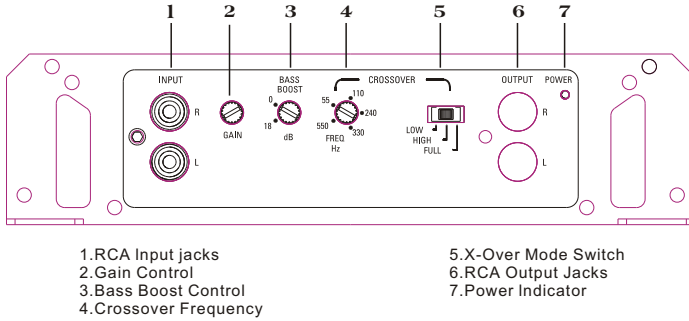 1 2 3 4 5 6 7
INPUT
BASS
BOOST
CROSSOVER
OUTPUT
POWER
R
GAIN
0
18
dB
55
110
240
330
550
FREQ
Hz
LOW
HIGH
FULL
R
L
L
1.RCA Input jacks
2.Gain Control
3.Bass Boost Control
4.Crossover Frequency
5.X-Over Mode Switch
6.RCA Output Jacks
7.Power Indicator